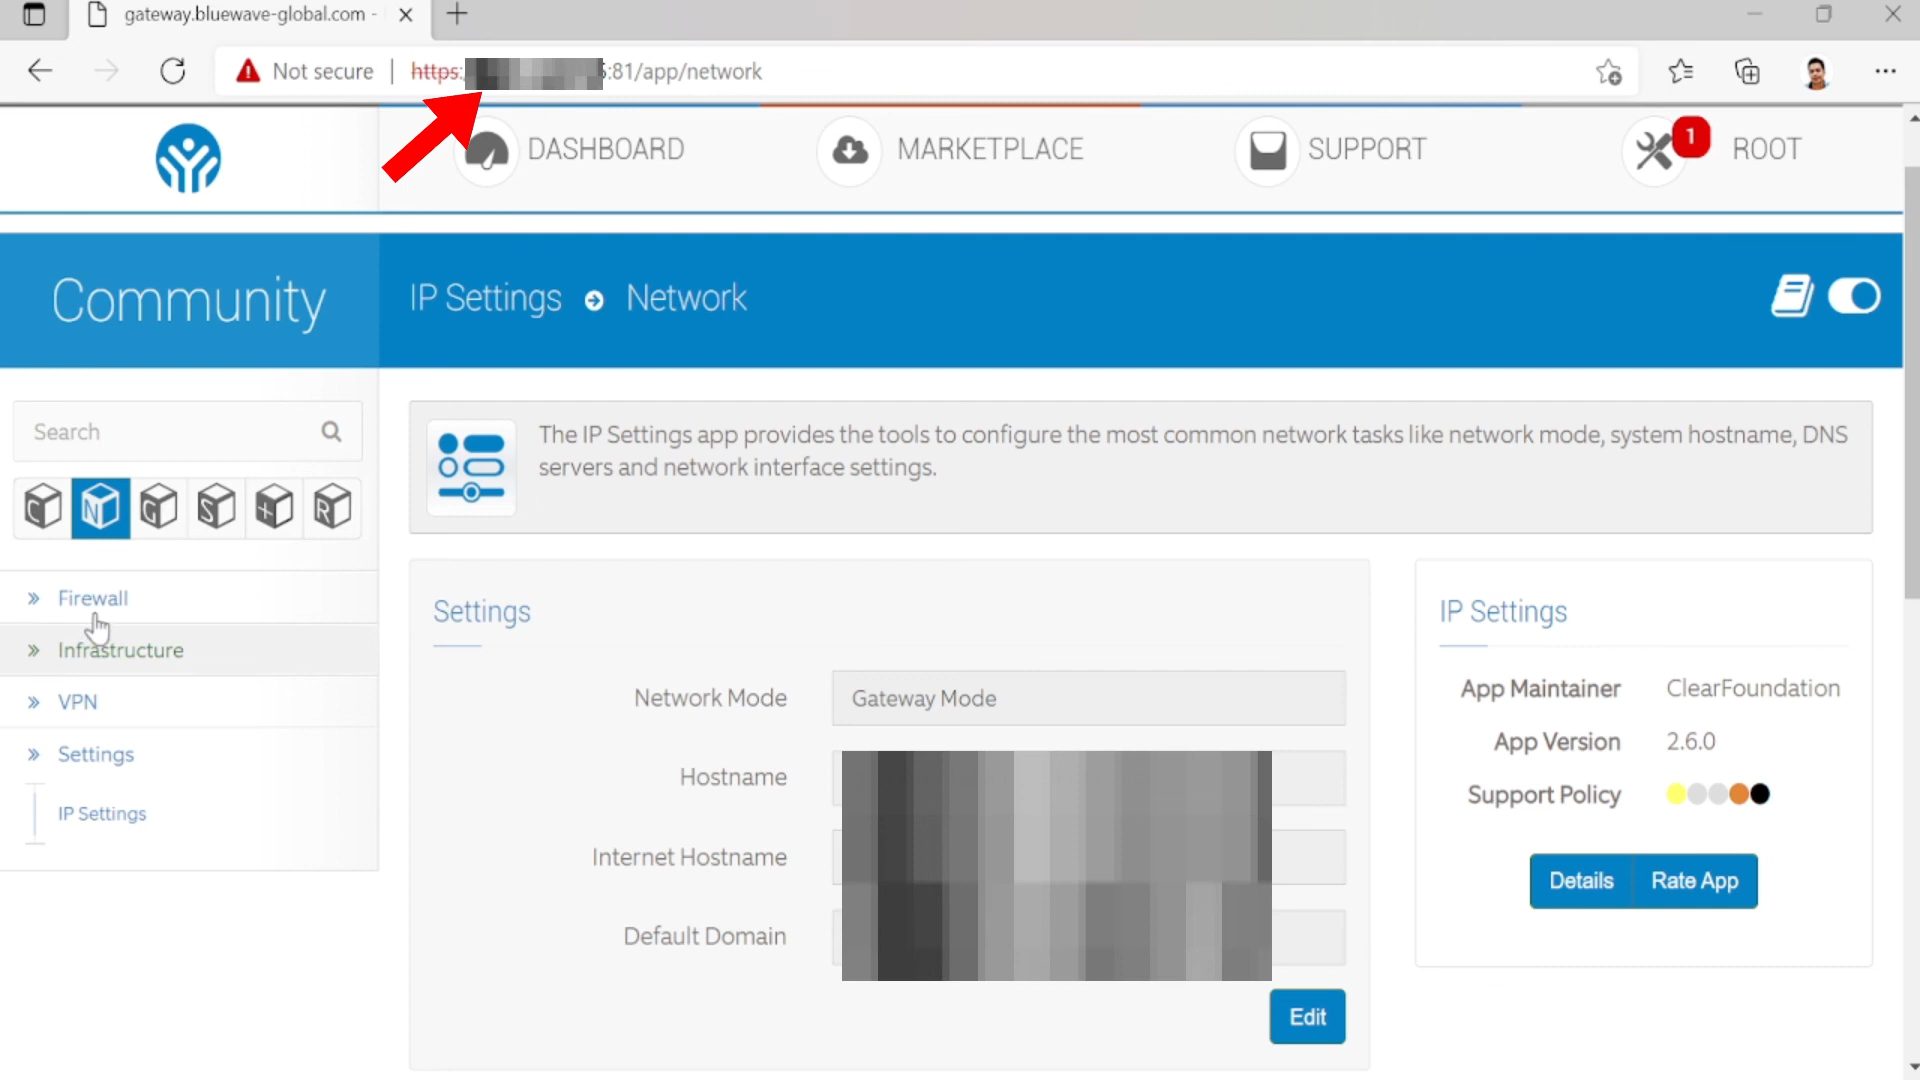 gateway.bluewave-global.com -
Not secure | https: :81/app/network
DASHBOARD
MARKETPLACE
SUPPORT
1
ROOT
Community
IP Settings Network
Search
C N G S + R
The IP Settings app provides the tools to configure the most common network tasks like network mode, system hostname, DNS
servers and network interface settings.
Firewall
Infrastructure
VPN
Settings
IP Settings
Settings
Network Mode Gateway Mode
Hostname
Internet Hostname
Default Domain
Edit
IP Settings
App Maintainer ClearFoundation
App Version 2.6.0
Support Policy
Details Rate App